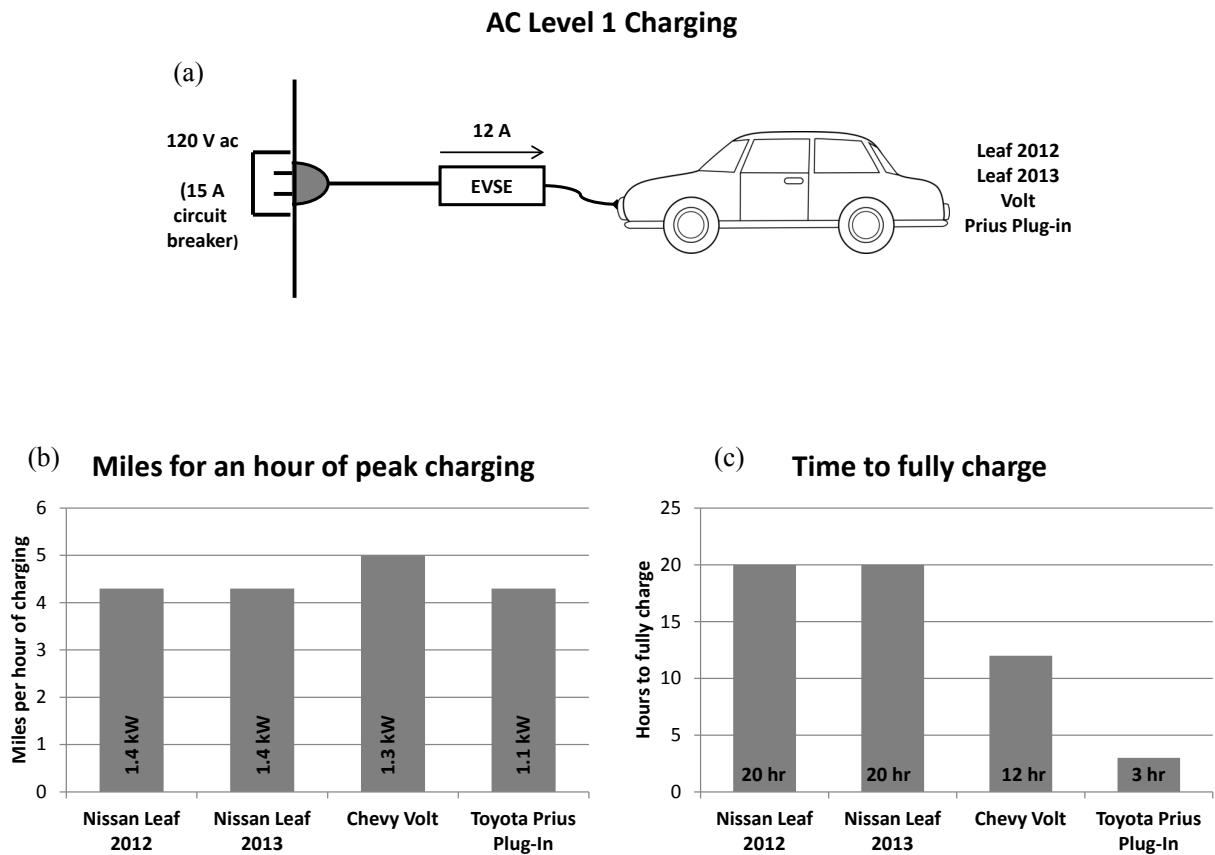 AC Level 1 Charging
(a)
120 V ac
(15 A
circuit
breaker)
12 A
EVSE
Leaf 2012
Leaf 2013
Volt
Prius Plug-in
(b)
Miles for an hour of peak charging
Miles per hour of charging
6
5
4
3
2
1
0
1.4 kW
1.4 kW
1.3 kW
1.1 kW
Nissan Leaf
2012
Nissan Leaf
2013
Chevy Volt
Toyota Prius
Plug-In
(c)
Time to fully charge
Hours to fully charge
25
20
15
10
5
0
20 hr
20 hr
12 hr
3 hr
Nissan Leaf
2012
Nissan Leaf
2013
Chevy Volt
Toyota Prius
Plug-In